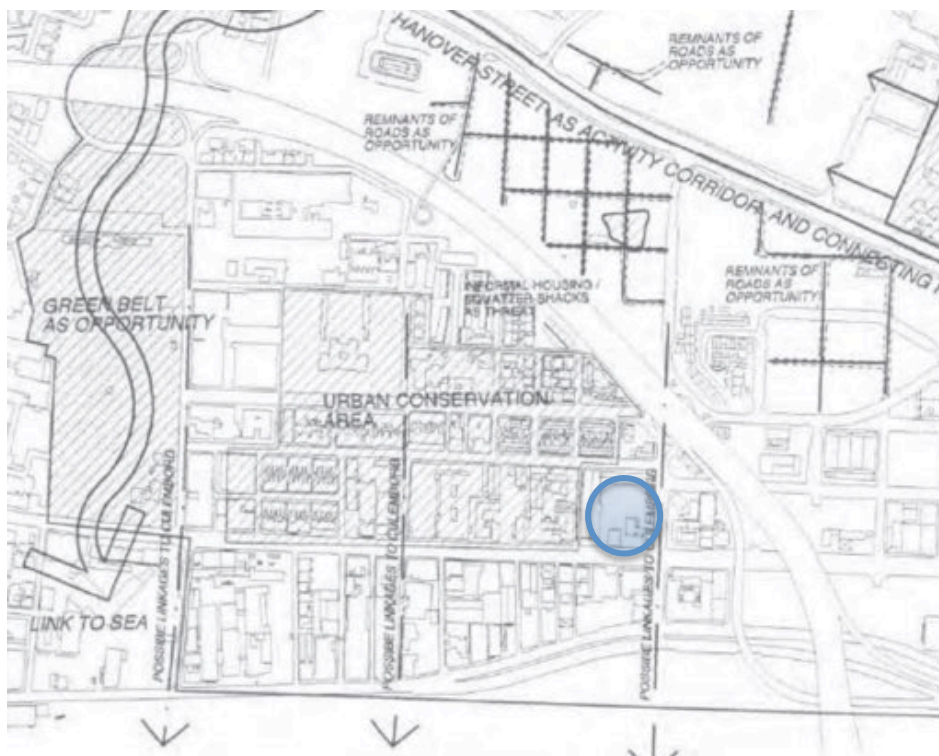 HANOVER STREET AS ACTIVITY CORRIDOR AND CONNECTING
REMNANTS OF
ROADS AS
OPPORTUNITY
REMNANTS OF
ROADS AS
OPPORTUNITY
REMNANTS OF
ROADS AS
OPPORTUNITY
INFORMAL HOUSING /
SQUATTER SHACKS
AS THREAT
GREEN BELT
AS OPPORTUNITY
URBAN CONSERVATION
AREA
LINK TO SEA
POSSIBLE LINKAGES TO CULEMBORG
POSSIBLE LINKAGES TO CULEMBORG
POSSIBLE LINKAGES TO